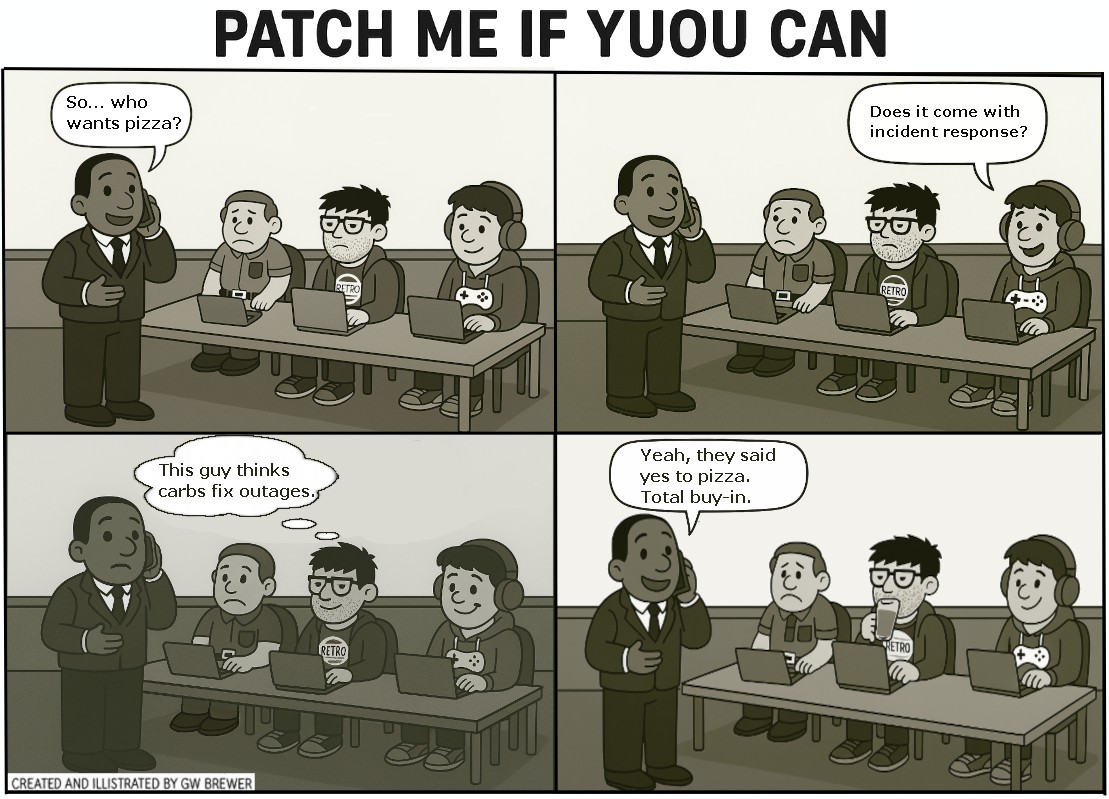 PATCH ME IF YUOU CAN
So... who
wants pizza?
RETRO
Does it come with
incident response?
RETRO
This guy thinks
carbs fix outages.
RETRO
Yeah, they said
yes to pizza.
Total buy-in.
RETRO
CREATED AND ILLUSTRATED BY GW BREWER